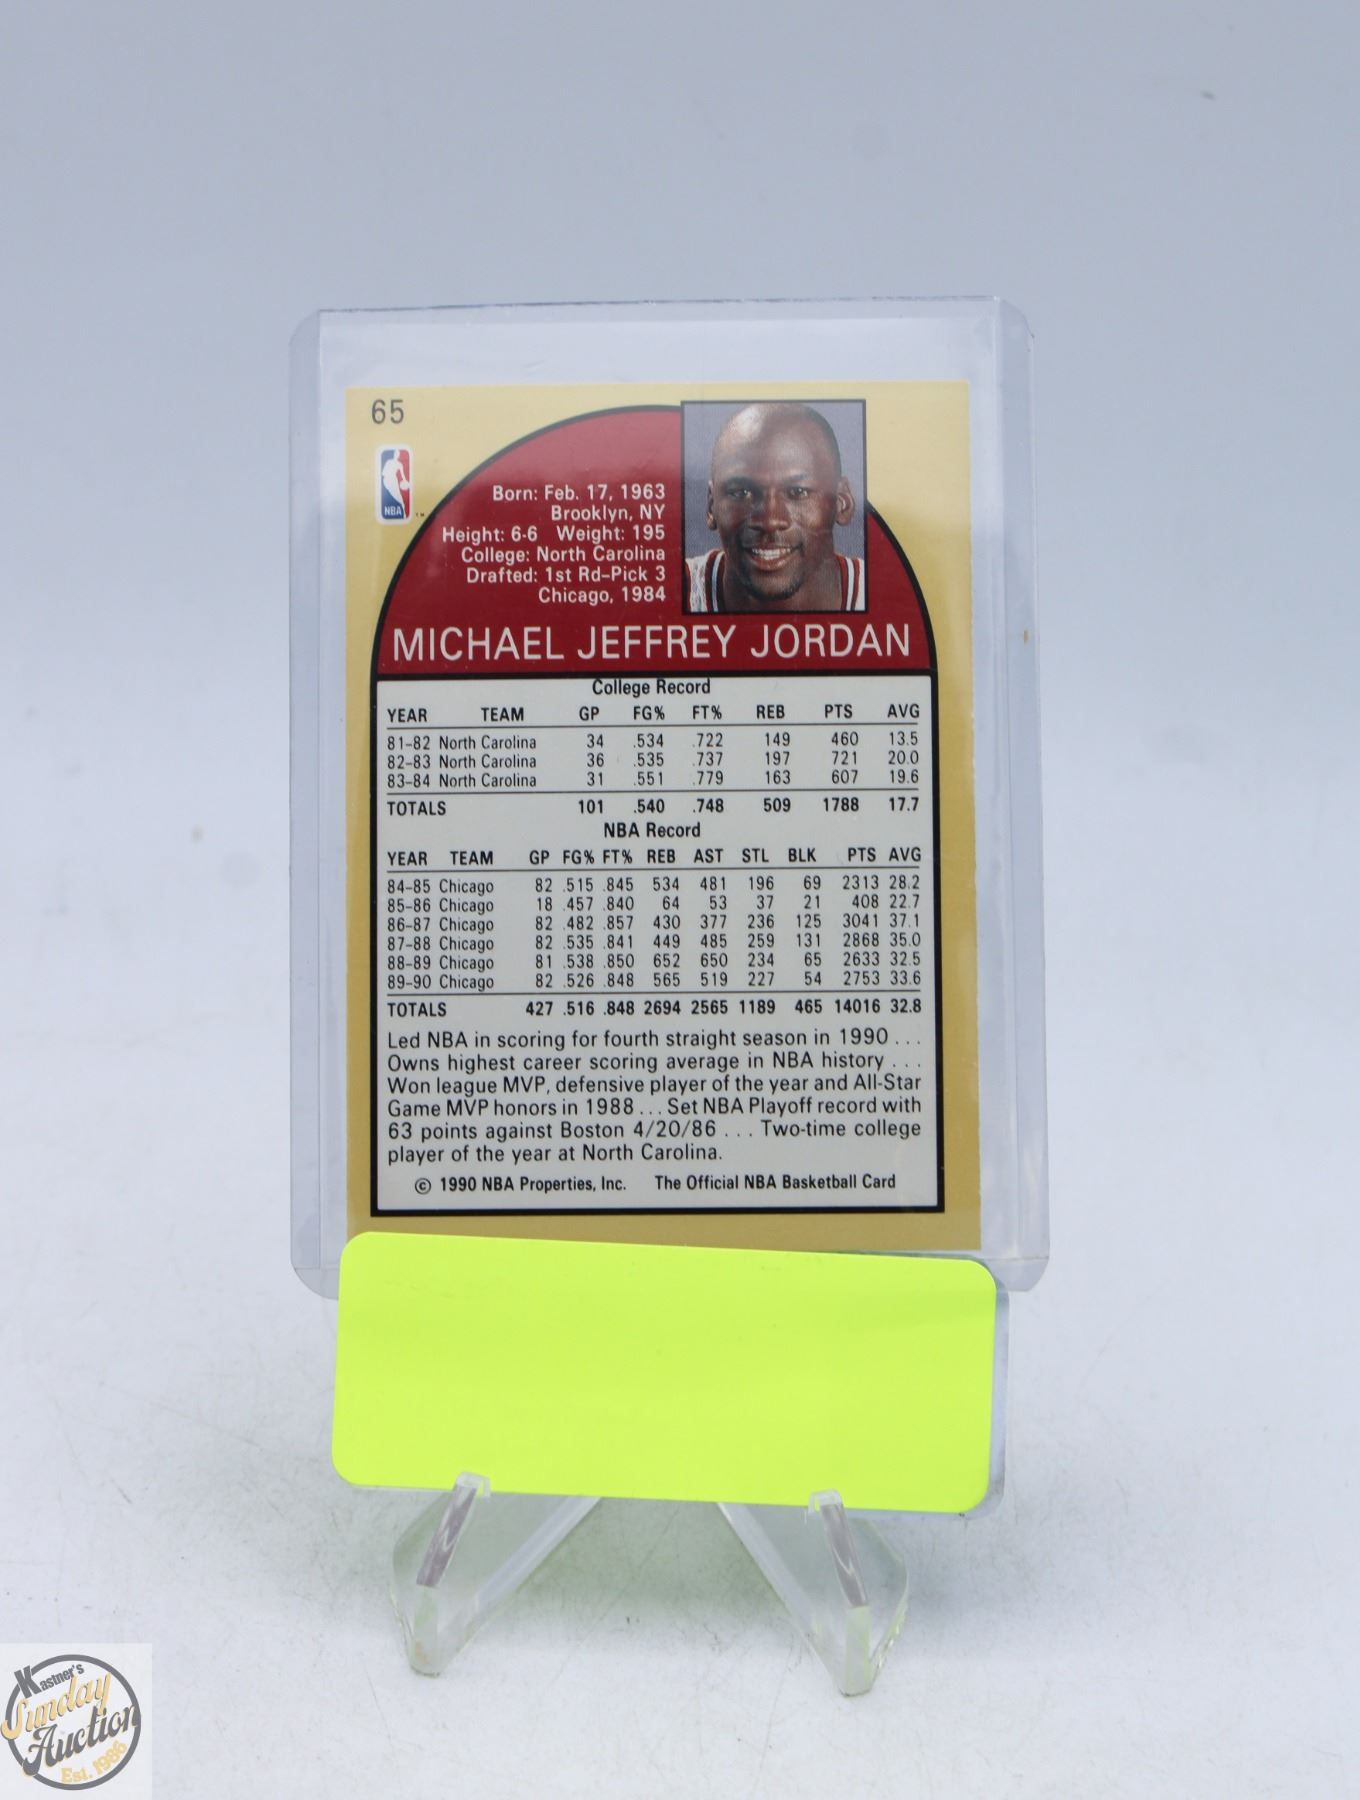 65
NBA
Born: Feb. 17, 1963
Brooklyn, NY
Height: 6-6 Weight: 195
College: North Carolina
Drafted: 1st Rd–Pick 3
Chicago, 1984
MICHAEL JEFFREY JORDAN
College Record
YEAR TEAM GP FG% FT% REB PTS AVG
81–82 North Carolina 34 .534 .722 149 460 13.5
82–83 North Carolina 36 .535 .737 197 721 20.0
83–84 North Carolina 31 .551 .779 163 607 19.6
TOTALS 101 .540 .748 509 1788 17.7
NBA Record
YEAR TEAM GP FG% FT% REB AST STL BLK PTS AVG
84–85 Chicago 82 .515 .845 534 481 196 69 2313 28.2
85–86 Chicago 18 .457 .840 64 53 37 21 408 22.7
86–87 Chicago 82 .482 .857 430 377 236 125 3041 37.1
87–88 Chicago 82 .535 .841 449 485 259 131 2868 35.0
88–89 Chicago 81 .538 .850 652 650 234 65 2633 32.5
89–90 Chicago 82 .526 .848 565 519 227 54 2753 33.6
TOTALS 427 .516 .848 2694 2565 1189 465 14016 32.8
Led NBA in scoring for fourth straight season in 1990 . . .
Owns highest career scoring average in NBA history . . .
Won league MVP, defensive player of the year and All-Star
Game MVP honors in 1988 . . . Set NBA Playoff record with
63 points against Boston 4/20/86 . . . Two-time college
player of the year at North Carolina.
© 1990 NBA Properties, Inc. The Official NBA Basketball Card
Kastner's
Sunday
Auction
Est. 1986